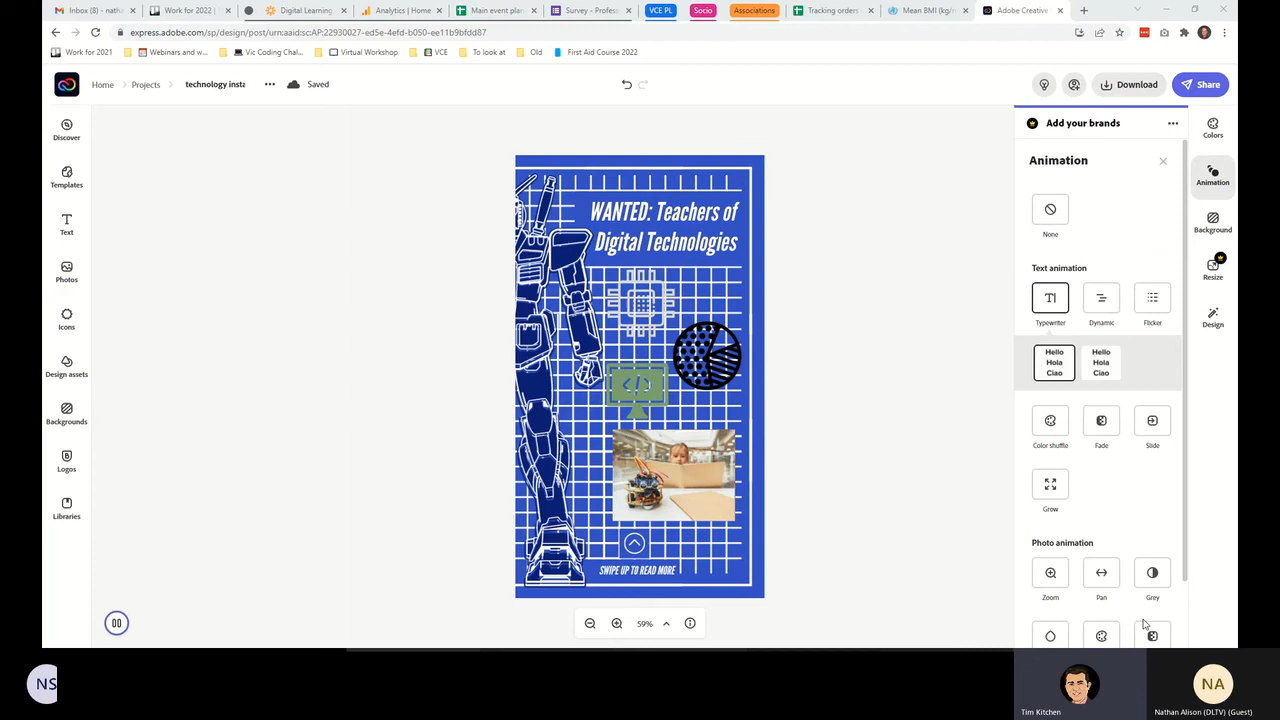 Inbox (92) - nath
Work for 2022 (
Digital Learning
Analytics | Home
Main event plan
Survey - Profess
VCE PL
Socio
Associations
Tracking orders
Mean BMI (kg/m
Adobe Creative
express.adobe.com/sp/design/post/urn:aaid:sc:AP:22930027-ed5e-4efd-b050-ee11b9bfdd87
Work for 2021
Webinars and w...
Vic Coding Chal...
Virtual Workshop
VCE
To look at
Old
First Aid Course 2022
Home
Projects
technology insta
Saved
Download
Share
Discover
Templates
Text
Photos
Icons
Design assets
Backgrounds
Logos
Libraries
WANTED: Teachers of
Digital Technologies
</>
SWIPE UP TO READ MORE
59%
Add your brands
Animation
None
Text animation
Typewriter
Dynamic
Flicker
Hello
Hola
Ciao
Hello
Hola
Ciao
Color shuffle
Fade
Slide
Grow
Photo animation
Zoom
Pan
Grey
Colors
Animation
Background
Resize
Design
NS
NA
Tim Kitchen
Nathan Alison (DLTV) (Guest)